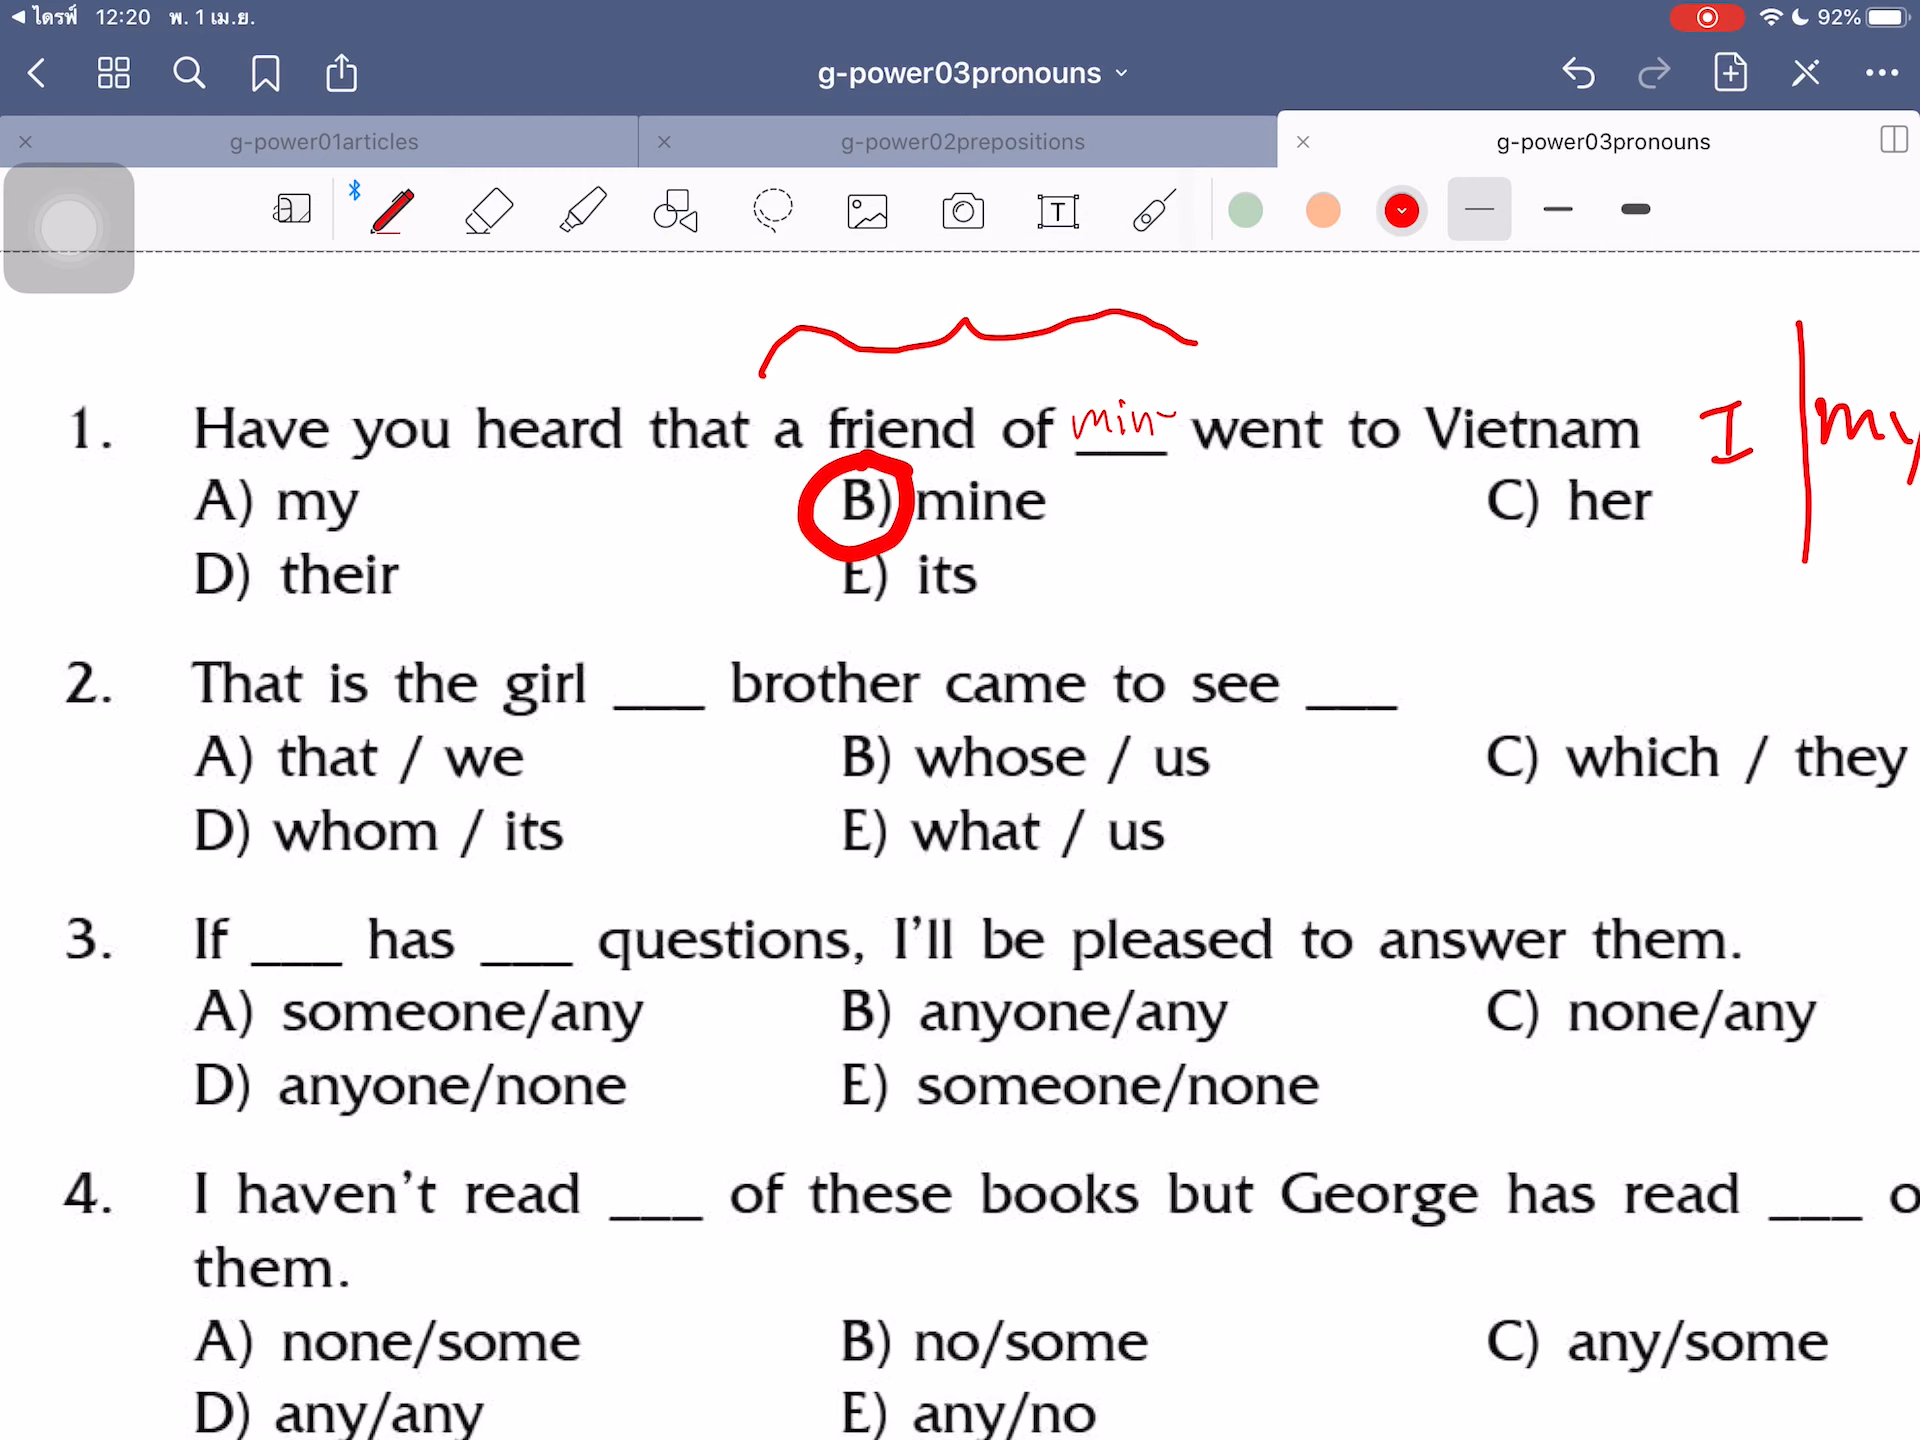 ไดรฟ์ 12:20 พ. 1 เม.ย. 92%
g-power03pronouns
g-power01articles g-power02prepositions g-power03pronouns
1. Have you heard that a friend of ___ went to Vietnam I my
A) my B) mine C) her
D) their E) its
2. That is the girl ___ brother came to see ___
A) that / we B) whose / us C) which / they
D) whom / its E) what / us
3. If ___ has ___ questions, I'll be pleased to answer them.
A) someone/any B) anyone/any C) none/any
D) anyone/none E) someone/none
4. I haven't read ___ of these books but George has read ___ o
them.
A) none/some B) no/some C) any/some
D) any/any E) any/no